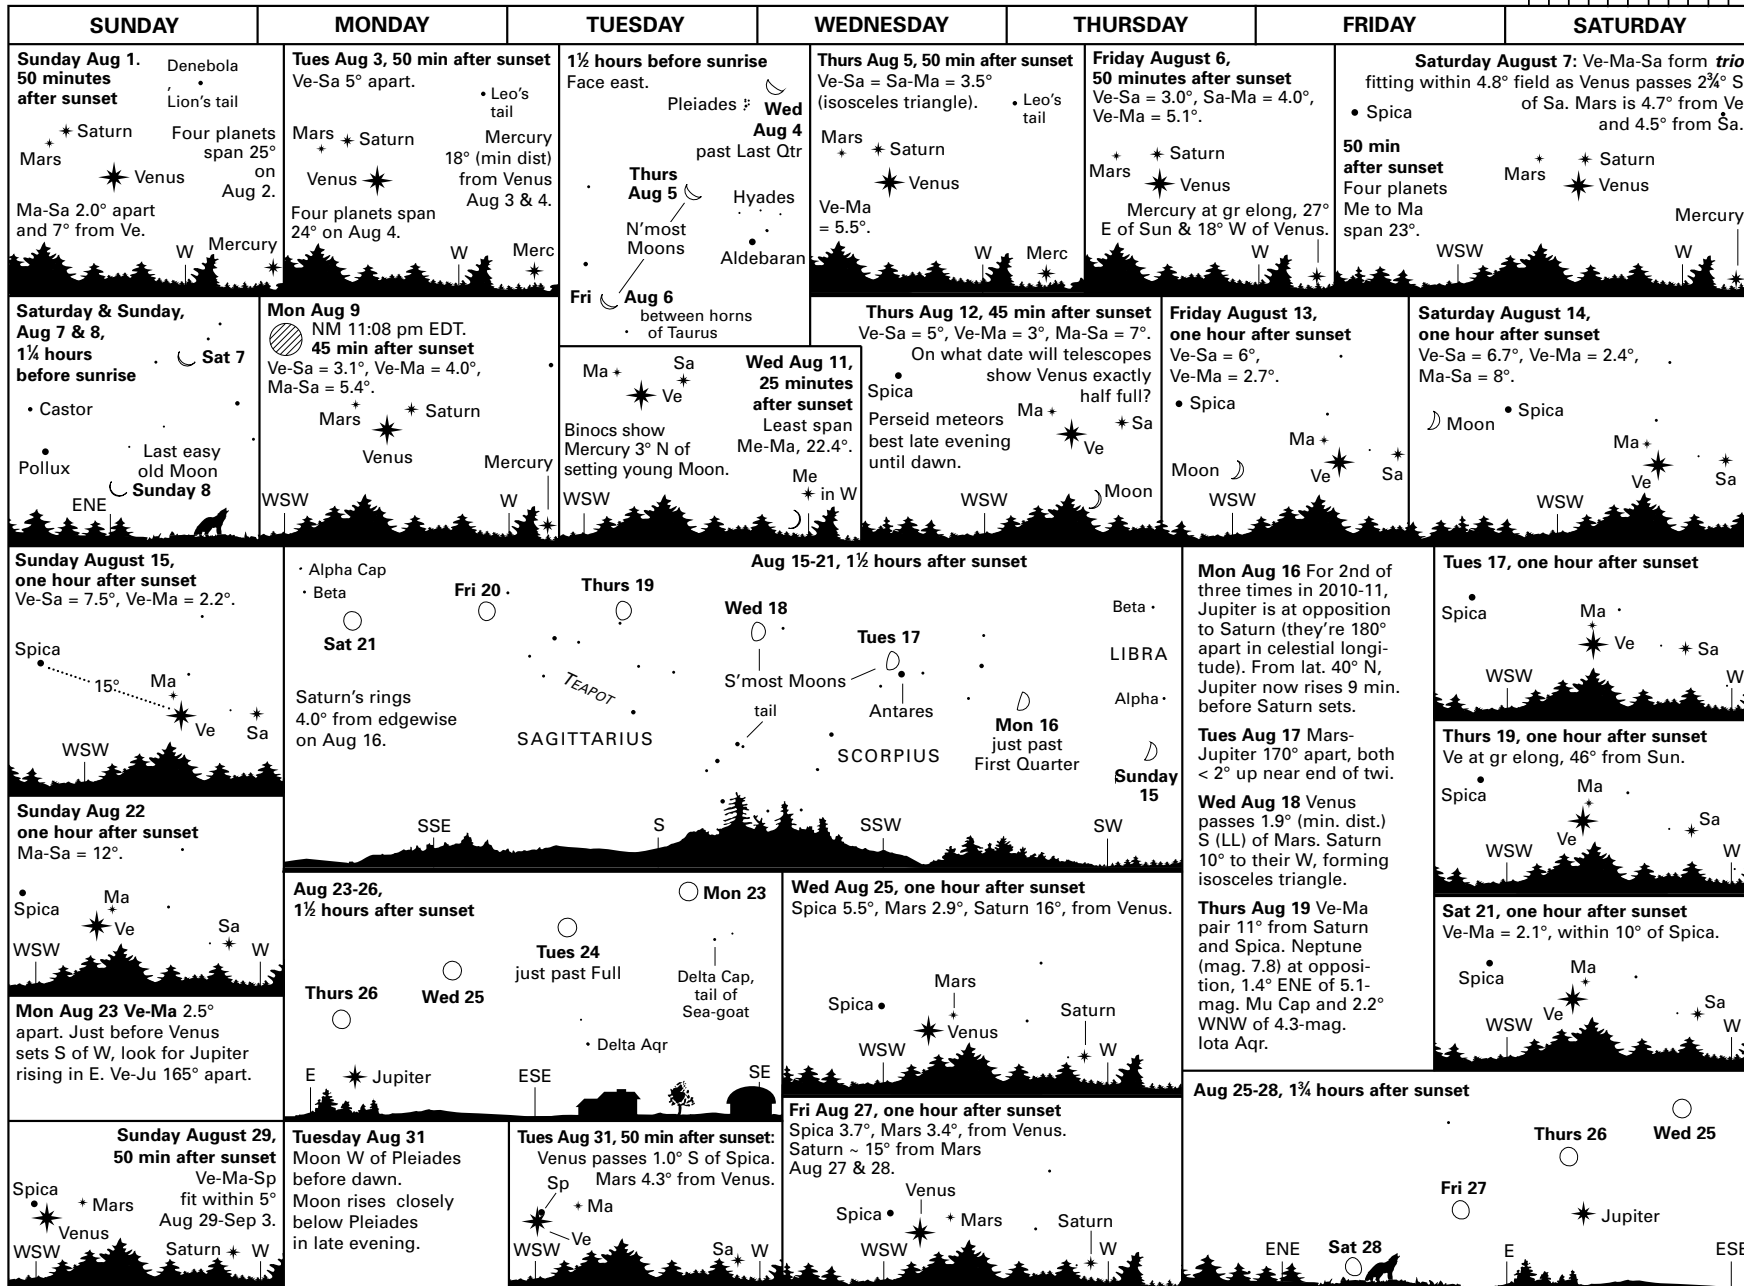 SUNDAY
MONDAY
TUESDAY
WEDNESDAY
THURSDAY
FRIDAY
SATURDAY
Sunday Aug 1.
50 minutes
after sunset
Denebola
,
Lion's tail
Saturn
Mars
Venus
Four planets
span 25°
on
Aug 2.
Ma-Sa 2.0° apart
and 7° from Ve.
W
Mercury
Tues Aug 3, 50 min after sunset
Ve-Sa 5° apart.
Leo's
tail
Mars
Saturn
Venus
Mercury
18° (min dist)
from Venus
Aug 3 & 4.
Four planets span
24° on Aug 4.
W
Merc
1½ hours before sunrise
Face east.
Pleiades
Wed
Aug 4
past Last Qtr
Thurs
Aug 5
Hyades
N'most
Moons
Aldebaran
Fri
Aug 6
between horns
of Taurus
Thurs Aug 5, 50 min after sunset
Ve-Sa = Sa-Ma = 3.5°
(isosceles triangle).
Leo's
tail
Mars
Saturn
Venus
Ve-Ma
= 5.5°.
W
Merc
Friday August 6,
50 minutes after sunset
Ve-Sa = 3.0°, Sa-Ma = 4.0°,
Ve-Ma = 5.1°.
Saturn
Mars
Venus
Mercury at gr elong, 27°
E of Sun & 18° W of Venus.
W
Saturday August 7: Ve-Ma-Sa form trio
fitting within 4.8° field as Venus passes 2¾° S
of Sa. Mars is 4.7° from Ve
and 4.5° from Sa.
Spica
50 min
after sunset
Four planets
Me to Ma
span 23°.
Mars
Saturn
Venus
Mercury
WSW
W
Saturday & Sunday,
Aug 7 & 8,
1¼ hours
before sunrise
Sat 7
Castor
Pollux
Last easy
old Moon
Sunday 8
ENE
Mon Aug 9
NM 11:08 pm EDT.
45 min after sunset
Ve-Sa = 3.1°, Ve-Ma = 4.0°,
Ma-Sa = 5.4°.
Mars
Saturn
Venus
Mercury
WSW
W
Ma
Sa
Ve
Wed Aug 11,
25 minutes
after sunset
Least span
Me-Ma, 22.4°.
Binocs show
Mercury 3° N of
setting young Moon.
Me
in W
WSW
Thurs Aug 12, 45 min after sunset
Ve-Sa = 5°, Ve-Ma = 3°, Ma-Sa = 7°.
On what date will telescopes
show Venus exactly
half full?
Spica
Perseid meteors
best late evening
until dawn.
Ma
Sa
Ve
WSW
Moon
Friday August 13,
one hour after sunset
Ve-Sa = 6°,
Ve-Ma = 2.7°.
Spica
Ma
Moon
Ve
Sa
WSW
Saturday August 14,
one hour after sunset
Ve-Sa = 6.7°, Ve-Ma = 2.4°,
Ma-Sa = 8°.
Moon
Spica
Ma
Ve
Sa
WSW
Sunday August 15,
one hour after sunset
Ve-Sa = 7.5°, Ve-Ma = 2.2°.
Spica
15°
Ma
Ve
Sa
WSW
Aug 15-21, 1½ hours after sunset
Alpha Cap
Beta
Sat 21
Fri 20
Thurs 19
Wed 18
Tues 17
Beta
LIBRA
S'most Moons
TEAPOT
Saturn's rings
4.0° from edgewise
on Aug 16.
tail
Antares
Alpha
Mon 16
just past
First Quarter
SAGITTARIUS
SCORPIUS
Sunday
15
SSE
S
SSW
SW
Mon Aug 16 For 2nd of
three times in 2010-11,
Jupiter is at opposition
to Saturn (they're 180°
apart in celestial longi-
tude). From lat. 40° N,
Jupiter now rises 9 min.
before Saturn sets.
Tues Aug 17 Mars-
Jupiter 170° apart, both
< 2° up near end of twi.
Wed Aug 18 Venus
passes 1.9° (min. dist.)
S (LL) of Mars. Saturn
10° to their W, forming
isosceles triangle.
Thurs Aug 19 Ve-Ma
pair 11° from Saturn
and Spica. Neptune
(mag. 7.8) at opposi-
tion, 1.4° ENE of 5.1-
mag. Mu Cap and 2.2°
WNW of 4.3-mag.
Iota Aqr.
Tues 17, one hour after sunset
Spica
Ma
Ve
Sa
WSW
W
Thurs 19, one hour after sunset
Ve at gr elong, 46° from Sun.
Spica
Ma
Ve
Sa
WSW
W
Sat 21, one hour after sunset
Ve-Ma = 2.1°, within 10° of Spica.
Spica
Ma
Ve
Sa
WSW
W
Sunday Aug 22
one hour after sunset
Ma-Sa = 12°.
Spica
Ma
Ve
Sa
WSW
W
Mon Aug 23 Ve-Ma 2.5°
apart. Just before Venus
sets S of W, look for Jupiter
rising in E. Ve-Ju 165° apart.
Aug 23-26,
1½ hours after sunset
Mon 23
Tues 24
just past Full
Wed 25
Thurs 26
Delta Cap,
tail of
Sea-goat
Delta Aqr
E
Jupiter
ESE
SE
Wed Aug 25, one hour after sunset
Spica 5.5°, Mars 2.9°, Saturn 16°, from Venus.
Mars
Spica
Venus
Saturn
WSW
W
Fri Aug 27, one hour after sunset
Spica 3.7°, Mars 3.4°, from Venus.
Saturn ~ 15° from Mars
Aug 27 & 28.
Venus
Spica
Mars
Saturn
WSW
W
Aug 25-28, 1¾ hours after sunset
Thurs 26
Wed 25
Fri 27
Jupiter
ENE
Sat 28
E
ESE
Sunday August 29,
50 min after sunset
Ve-Ma-Sp
fit within 5°
Aug 29-Sep 3.
Spica
Mars
Venus
WSW
Saturn
W
Tuesday Aug 31
Moon W of Pleiades
before dawn.
Moon rises closely
below Pleiades
in late evening.
Tues Aug 31, 50 min after sunset:
Venus passes 1.0° S of Spica.
Mars 4.3° from Venus.
Sp
Ma
Ve
WSW
Sa
W